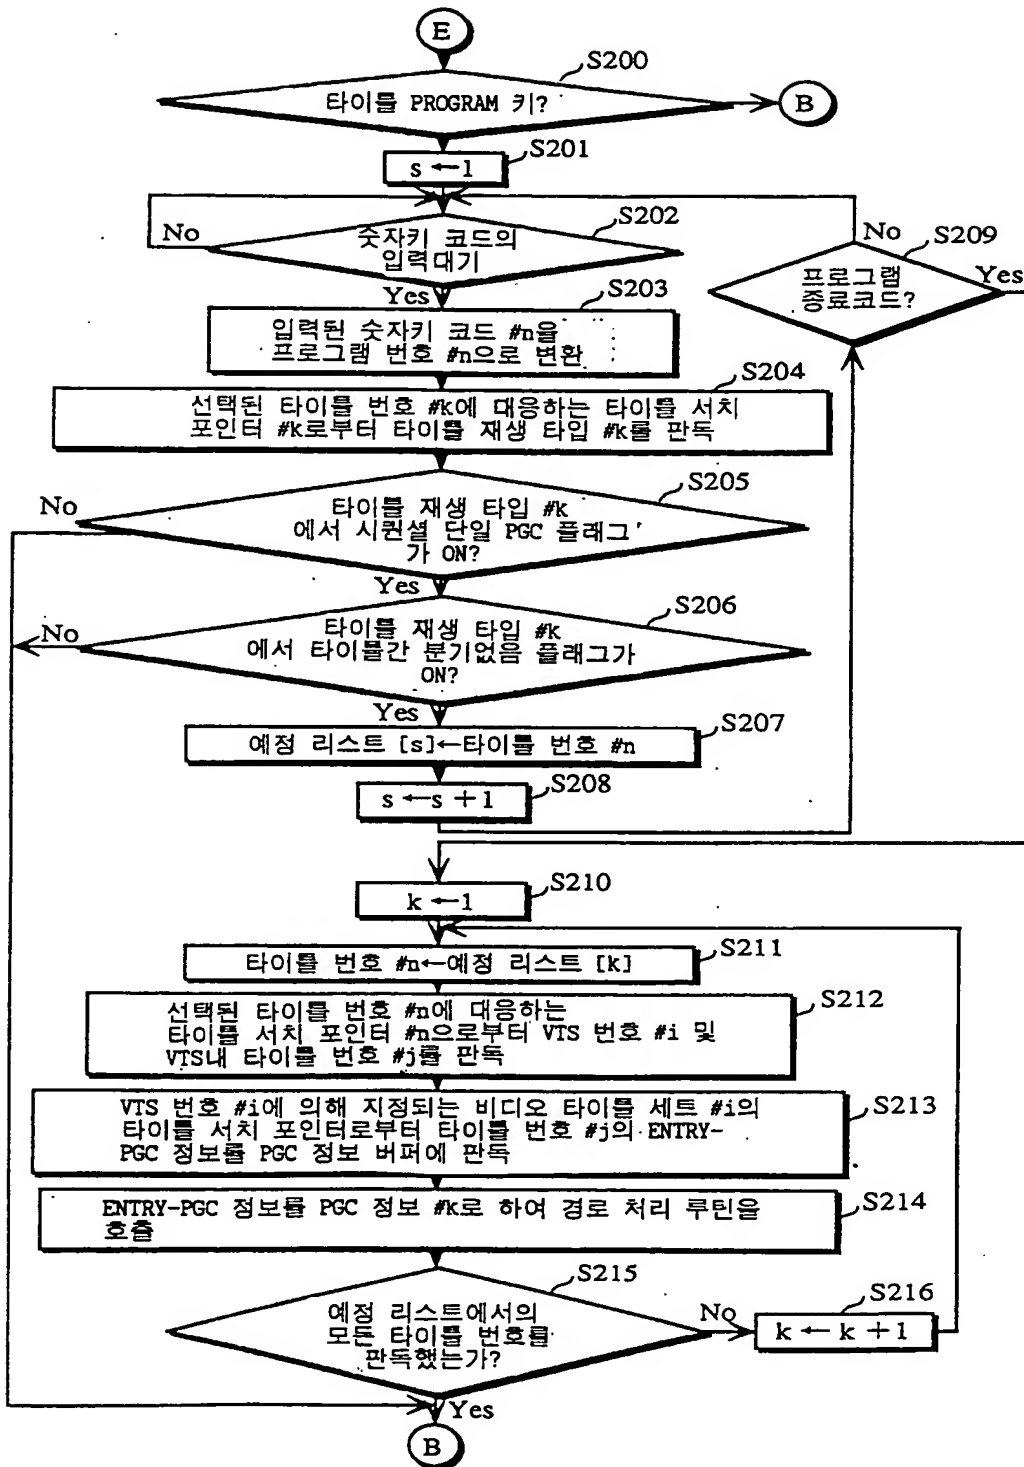 E
S200
타이틀 PROGRAM 키?
B
S201
s ← 1
S202
No
숫자키 코드의
입력대기
Yes
No
S209
프로그램
종료코드?
Yes
S203
입력된 숫자키 코드 #n을
프로그램 번호 #n으로 변환
S204
선택된 타이틀 번호 #k에 대응하는 타이틀 서치
포인터 #k로부터 타이틀 재생 타입 #k를 판독
S205
No
타이틀 재생 타입 #k
에서 시퀀셜 단일 PGC 플래그
가 ON?
Yes
S206
No
타이틀 재생 타입 #k
에서 타이틀간 분기없음 플래그가
ON?
Yes
S207
예정 리스트 [s]←타이틀 번호 #n
S208
s ← s + 1
S210
k ← 1
S211
타이틀 번호 #n←예정 리스트 [k]
S212
선택된 타이틀 번호 #n에 대응하는
타이틀 서치 포인터 #n으로부터 VTS 번호 #i 및
VTS내 타이틀 번호 #j를 판독
S213
VTS 번호 #i에 의해 지정되는 비디오 타이틀 세트 #i의
타이틀 서치 포인터로부터 타이틀 번호 #j의 ENTRY-
PGC 정보를 PGC 정보 버퍼에 판독
S214
ENTRY-PGC 정보를 PGC 정보 #k로 하여 경로 처리 루틴을
호출
S215
예정 리스트에서의
모든 타이틀 번호를
판독했는가?
No
S216
k ← k + 1
Yes
B